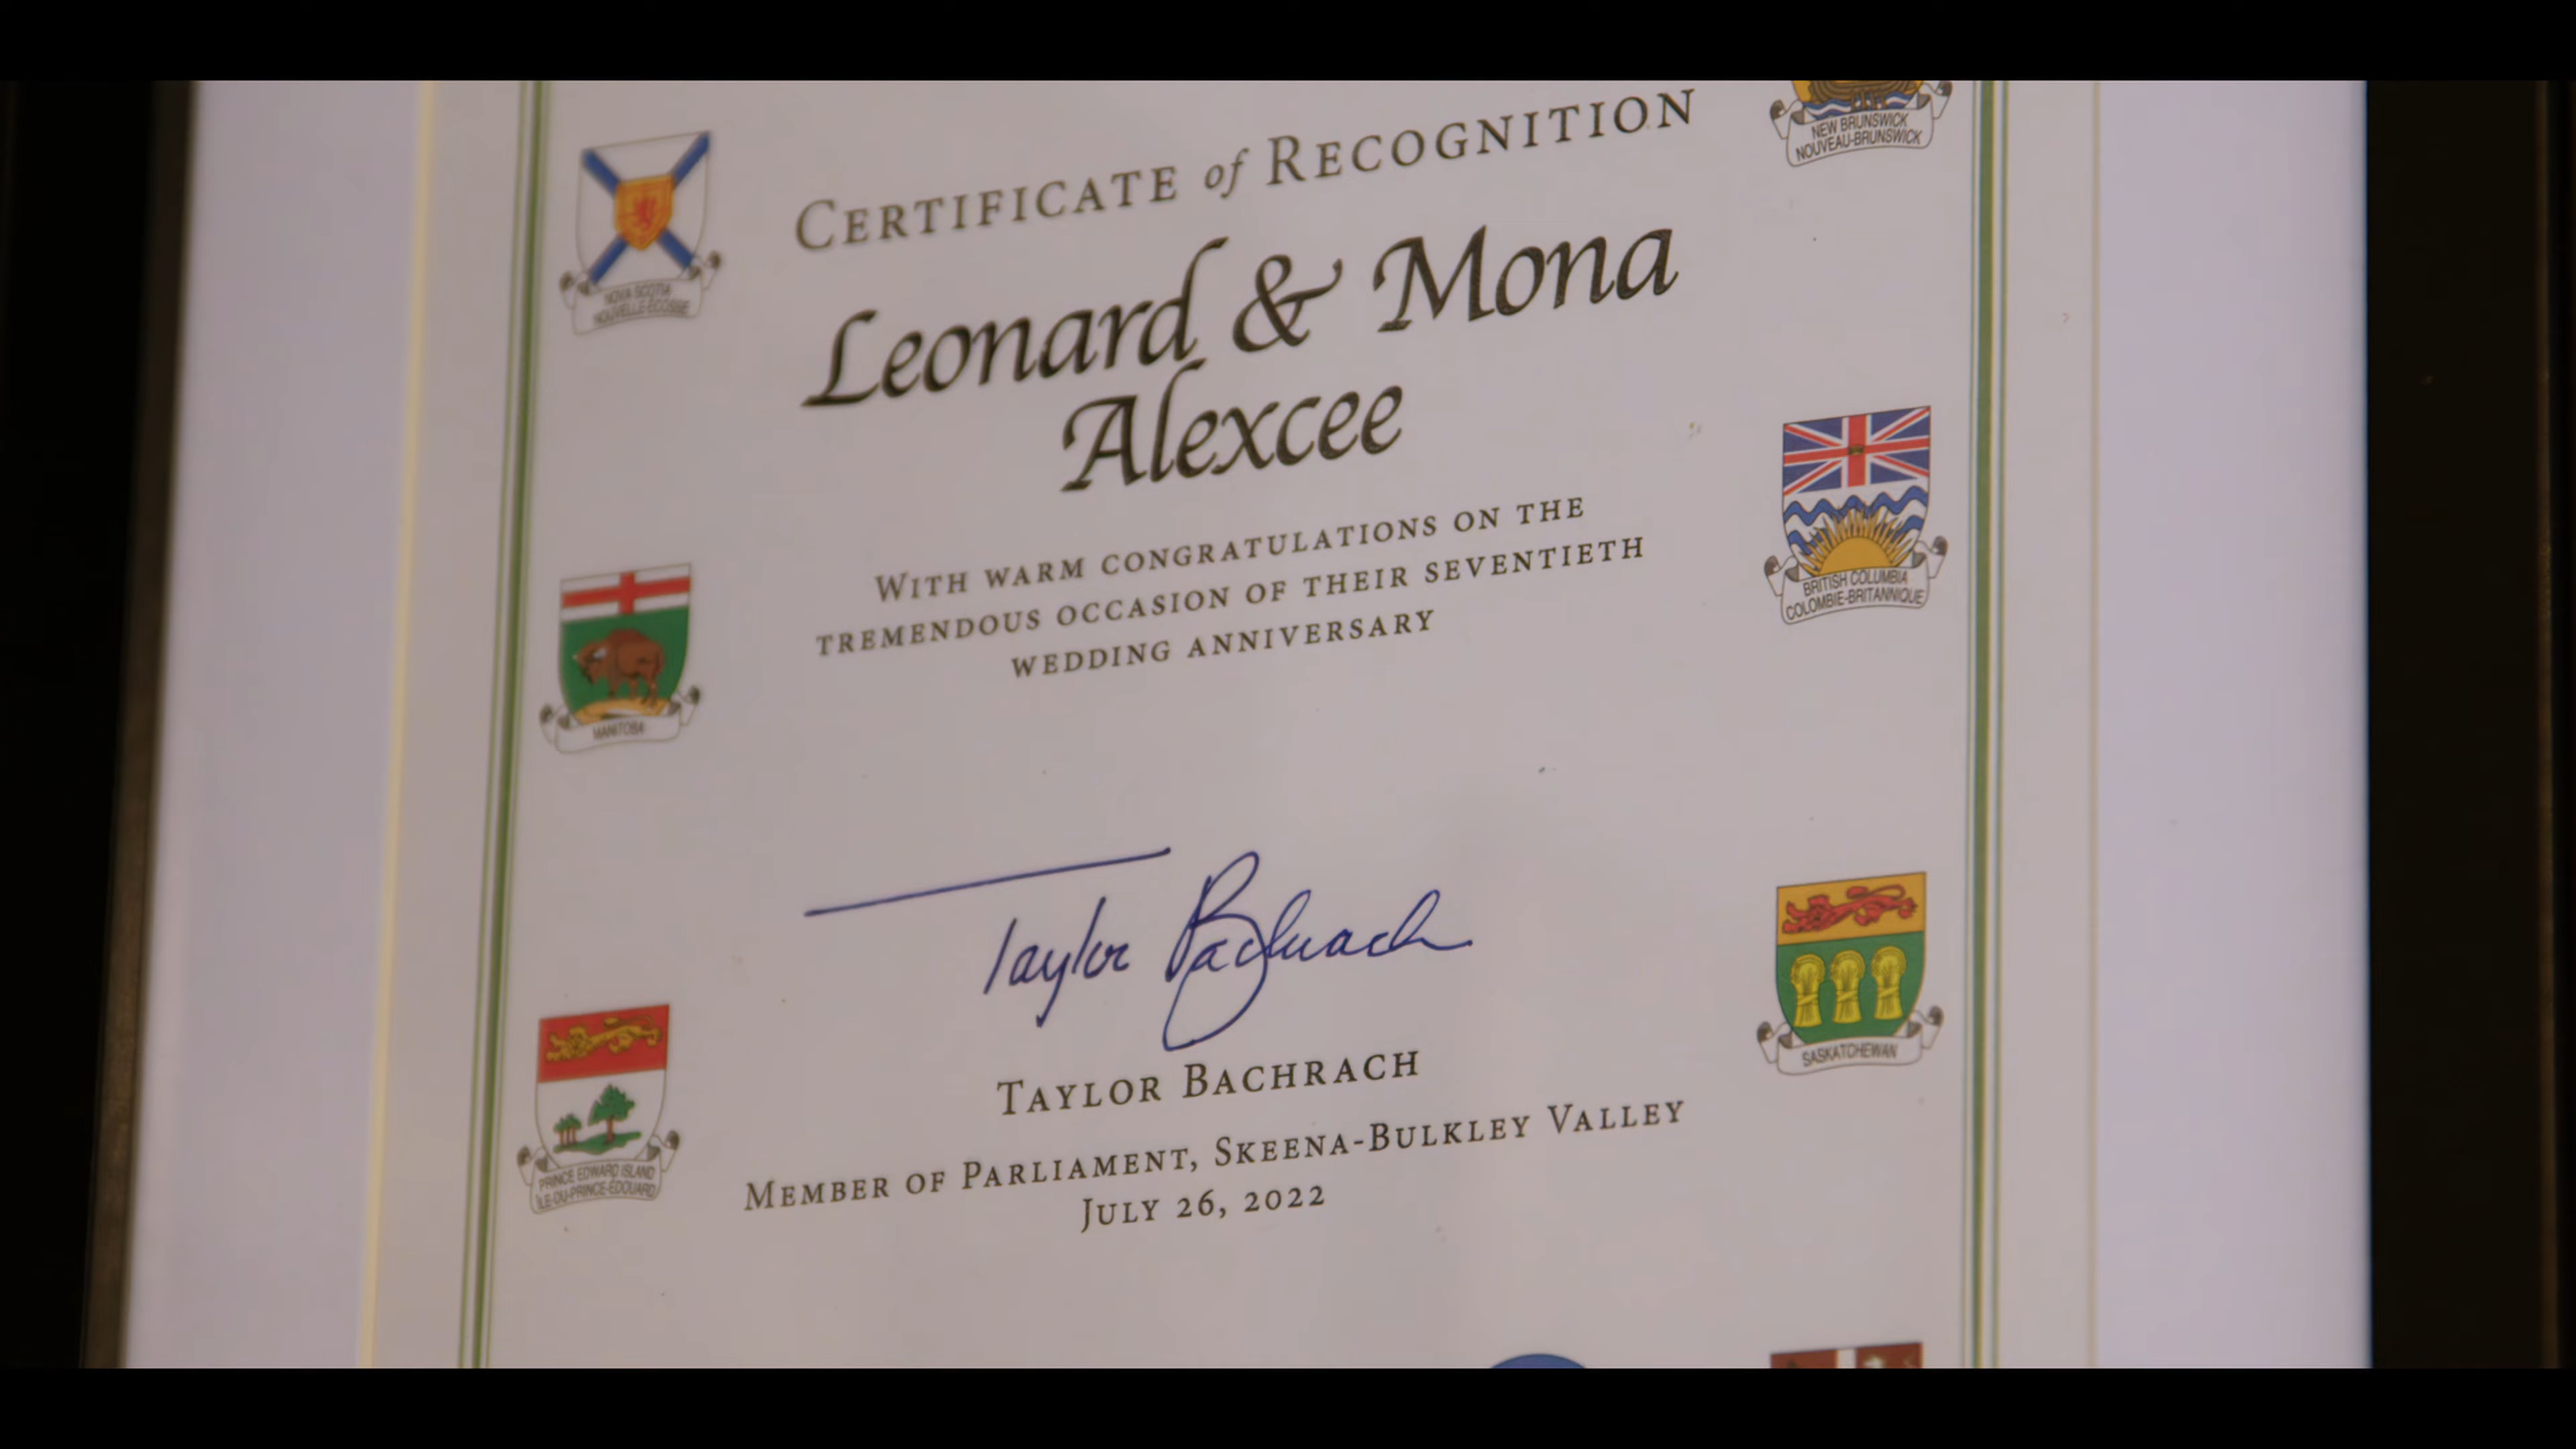 CERTIFICATE of RECOGNITION
Leonard & Mona
Alexcee
WITH WARM CONGRATULATIONS ON THE
TREMENDOUS OCCASION OF THEIR SEVENTIETH
WEDDING ANNIVERSARY
Taylor Bachrach
TAYLOR BACHRACH
MEMBER OF PARLIAMENT, SKEENA-BULKLEY VALLEY
JULY 26, 2022
NOVA SCOTIA
NOUVELLE-ÉCOSSE
MANITOBA
PRINCE EDWARD ISLAND
ÎLE-DU-PRINCE-ÉDOUARD
NEW BRUNSWICK
NOUVEAU-BRUNSWICK
BRITISH COLUMBIA
COLOMBIE-BRITANNIQUE
SASKATCHEWAN